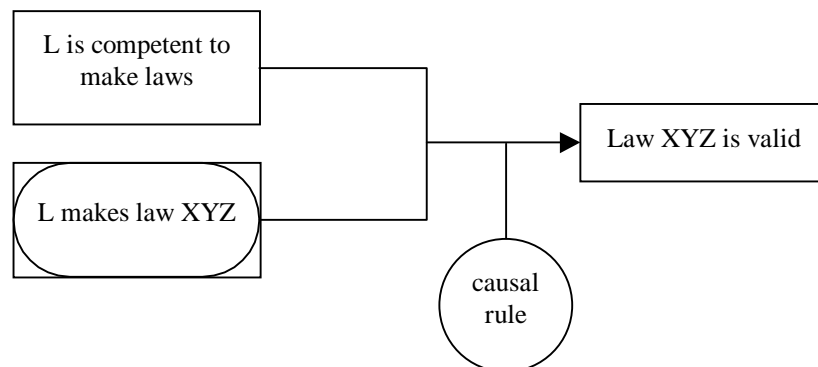 L is competent to
make laws
Law XYZ is valid
L makes law XYZ
causal
rule